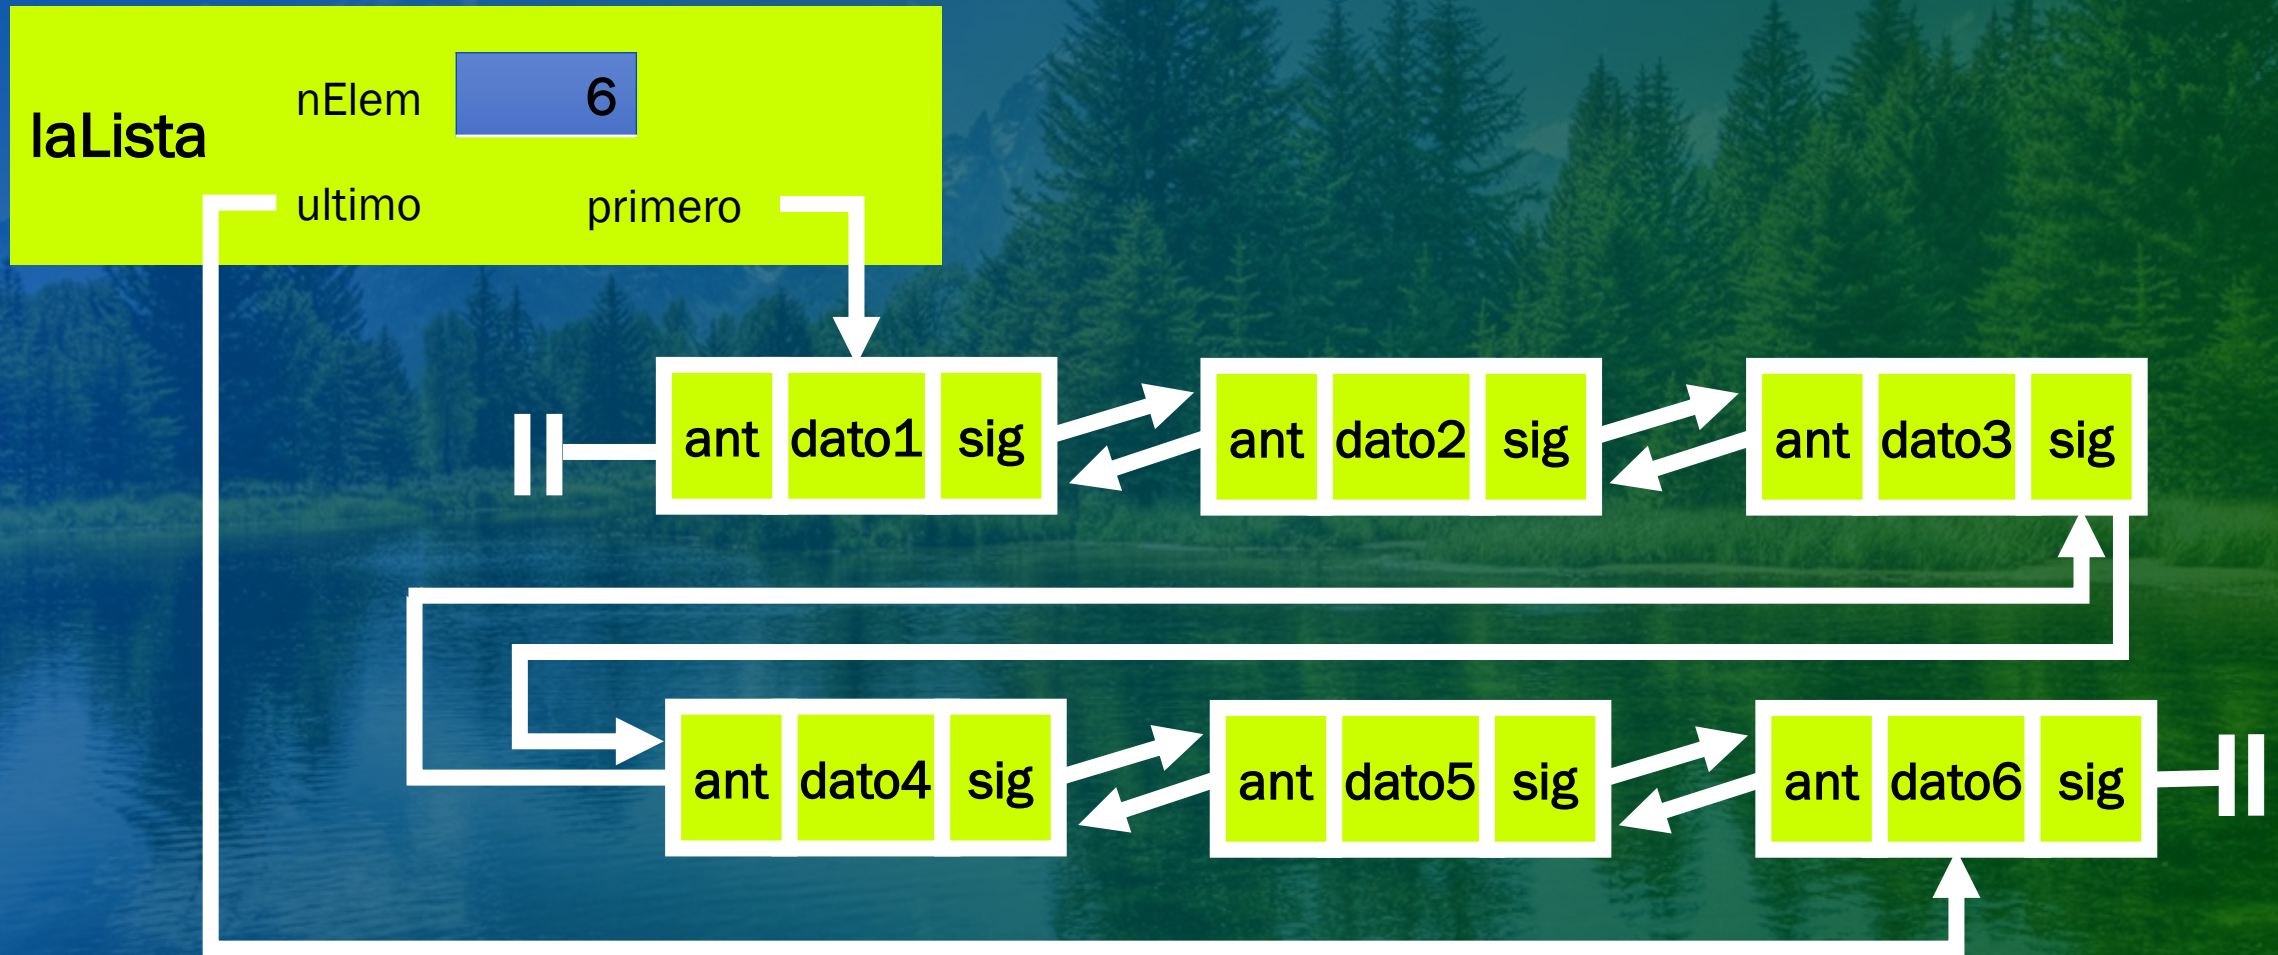 nElem 6
laLista
ultimo primero
ant dato1 sig ant dato2 sig ant dato3 sig
ant dato4 sig ant dato5 sig ant dato6 sig